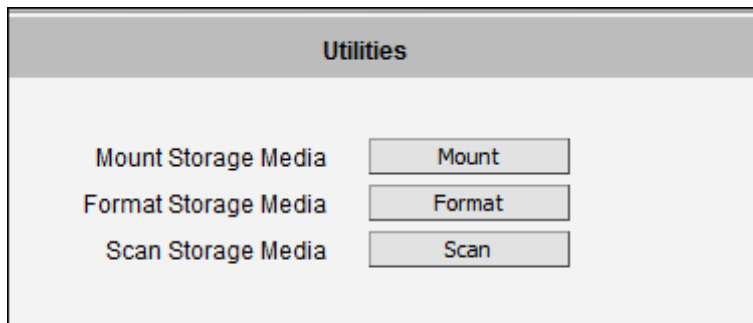 Utilities
Mount Storage Media Mount
Format Storage Media Format
Scan Storage Media Scan